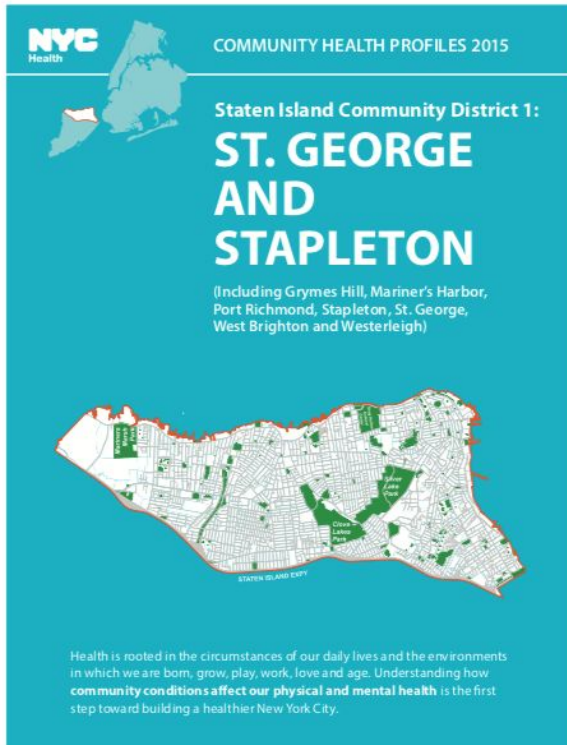 NYC
Health
COMMUNITY HEALTH PROFILES 2015
Staten Island Community District 1:
ST. GEORGE
AND
STAPLETON
(Including Grymes Hill, Mariner's Harbor,
Port Richmond, Stapleton, St. George,
West Brighton and Westerleigh)
Mariners
Marsh
Park
Silver
Lake
Park
Clove
Lakes
Park
STATEN ISLAND EXPY
Health is rooted in the circumstances of our daily lives and the environments
in which we are born, grow, play, work, love and age. Understanding how
community conditions affect our physical and mental health is the first
step toward building a healthier New York City.